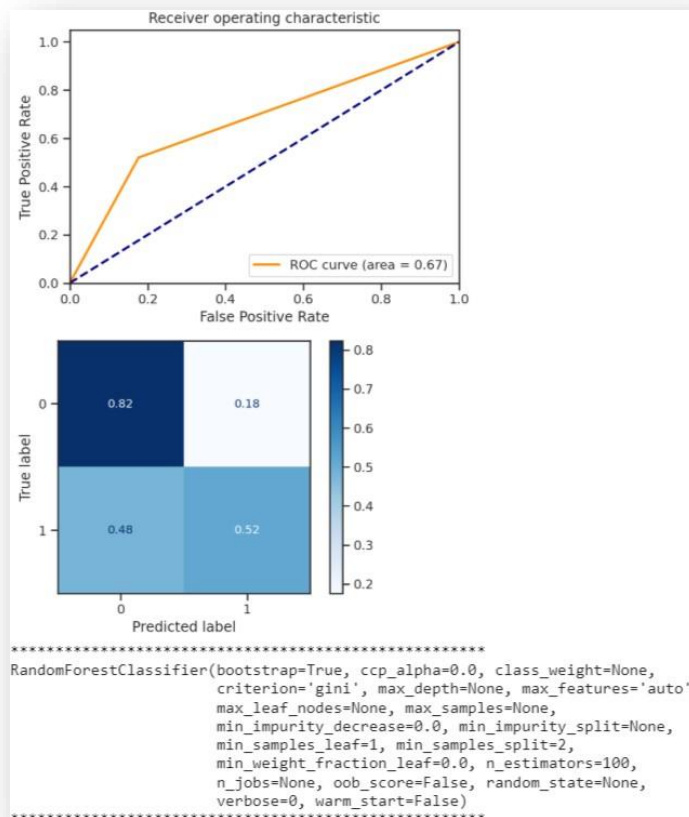 Receiver operating characteristic
1.0
0.8
0.6
0.4
0.2
0.0
True Positive Rate
ROC curve (area = 0.67)
0.0 0.2 0.4 0.6 0.8 1.0
False Positive Rate
0
1
True label
0.82 0.18
0.48 0.52
0 1
Predicted label
0.8
0.7
0.6
0.5
0.4
0.3
0.2
*****************************************************
RandomForestClassifier(bootstrap=True, ccp_alpha=0.0, class_weight=None,
criterion='gini', max_depth=None, max_features='auto'
max_leaf_nodes=None, max_samples=None,
min_impurity_decrease=0.0, min_impurity_split=None,
min_samples_leaf=1, min_samples_split=2,
min_weight_fraction_leaf=0.0, n_estimators=100,
n_jobs=None, oob_score=False, random_state=None,
verbose=0, warm_start=False)
*****************************************************